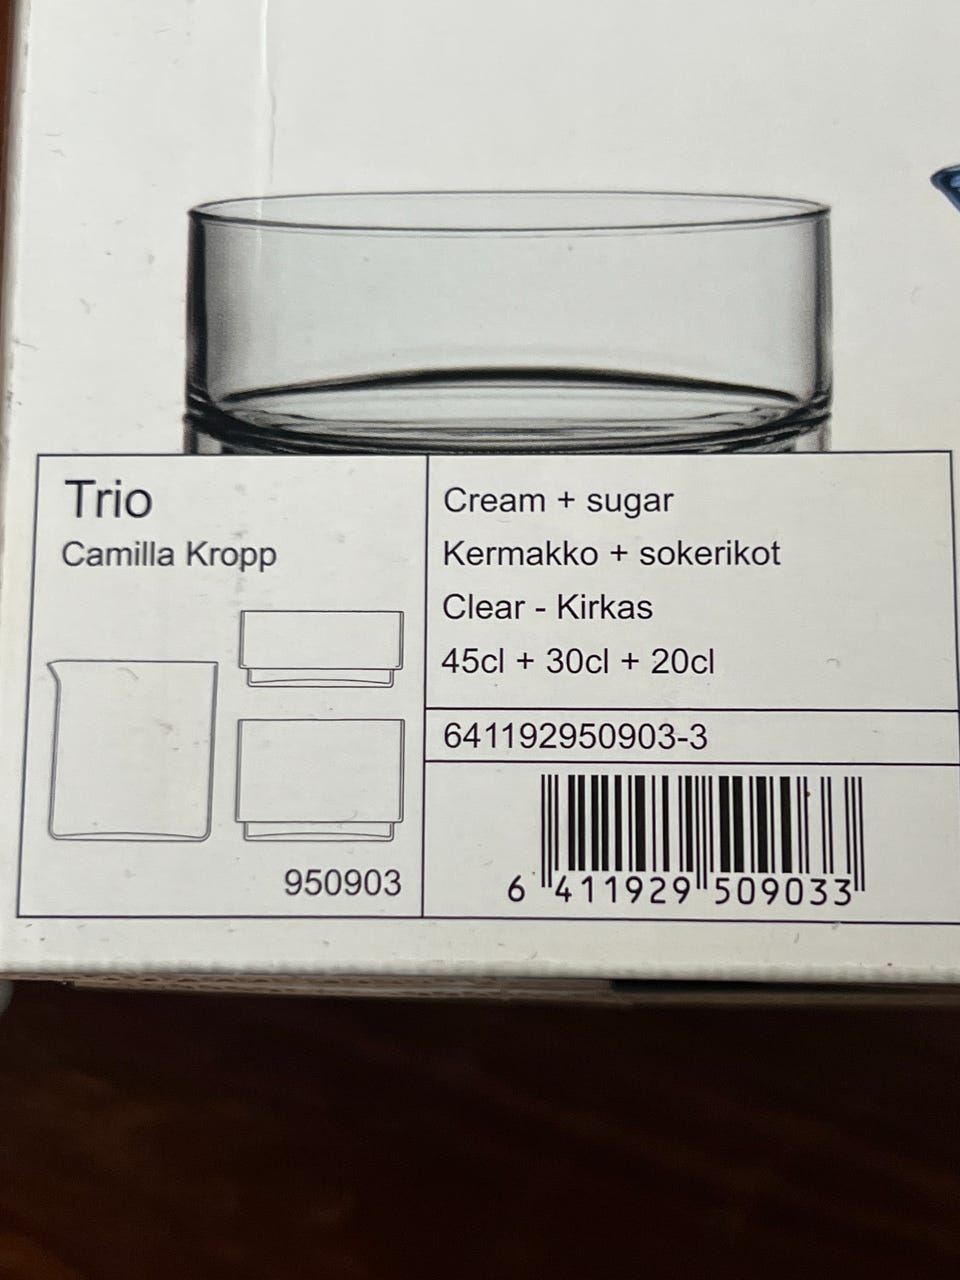 Trio
Camilla Kropp
950903
Cream + sugar
Kermakko + sokerikot
Clear - Kirkas
45cl + 30cl + 20cl
641192950903-3
6 411929 509033